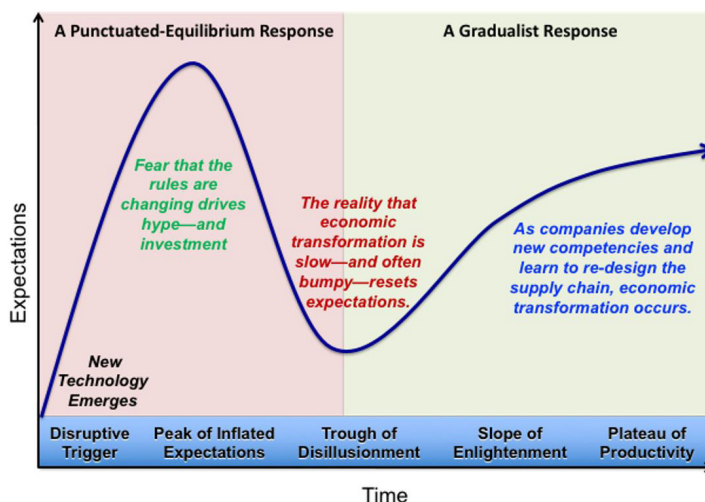 A Punctuated-Equilibrium Response
A Gradualist Response
Fear that the
rules are
changing drives
hype—and
investment
The reality that
economic
transformation is
slow—and often
bumpy—resets
expectations.
As companies develop
new competencies and
learn to re-design the
supply chain, economic
transformation occurs.
New
Technology
Emerges
Expectations
Disruptive
Trigger
Peak of Inflated
Expectations
Trough of
Disillusionment
Slope of
Enlightenment
Plateau of
Productivity
Time